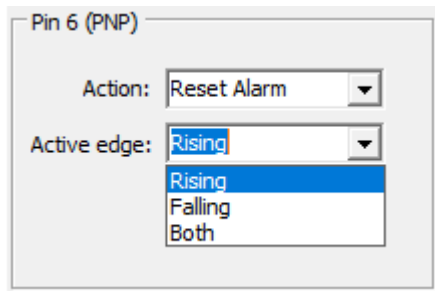 Pin 6 (PNP)
Action: Reset Alarm
Active edge: Rising
Rising
Falling
Both